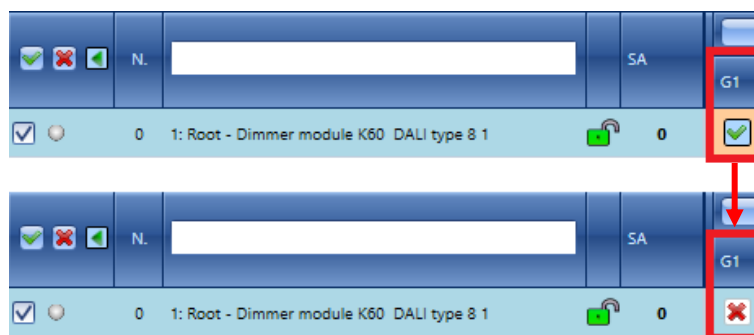 N. SA G1
0 1: Root - Dimmer module K60 DALI type 8 1 0
N. SA G1
0 1: Root - Dimmer module K60 DALI type 8 1 0